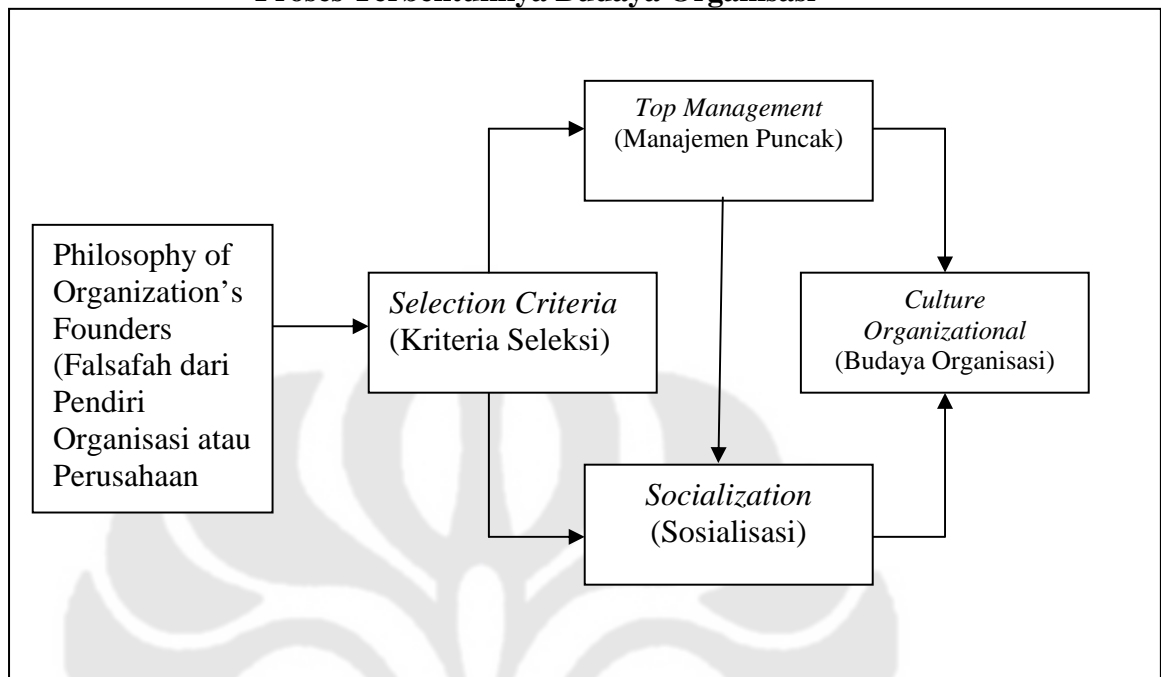 Proses Terbentuknya Budaya Organisasi
Top Management
(Manajemen Puncak)
Philosophy of
Organization’s
Founders
(Falsafah dari
Pendiri
Organisasi atau
Perusahaan
Selection Criteria
(Kriteria Seleksi)
Culture
Organizational
(Budaya Organisasi)
Socialization
(Sosialisasi)